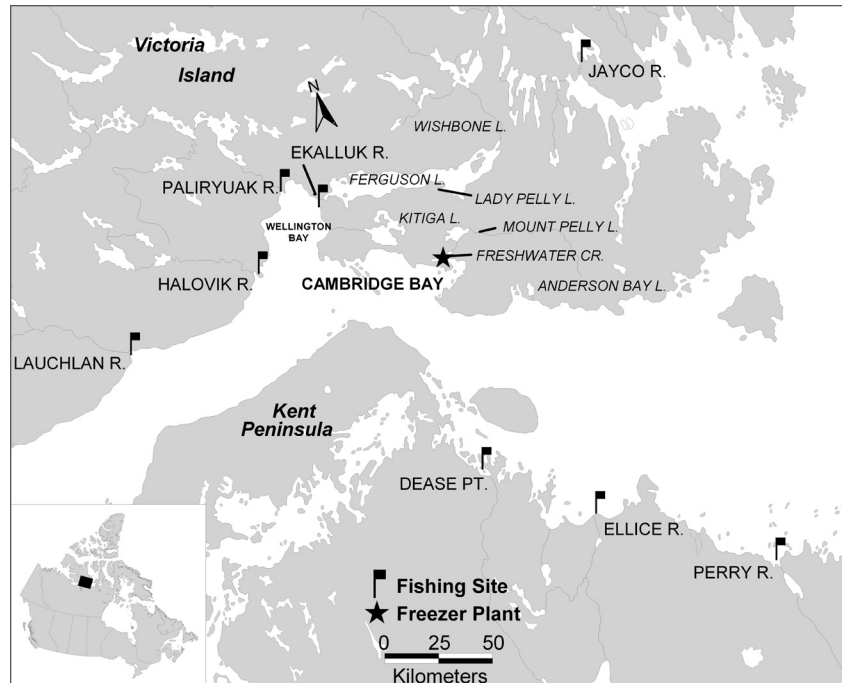 Victoria
Island
JAYCO R.
N
WISHBONE L.
EKALLUK R.
PALIRYUAK R.
FERGUSON L.
LADY PELLY L.
KITIGA L.
MOUNT PELLY L.
WELLINGTON
BAY
FRESHWATER CR.
HALOVIK R.
CAMBRIDGE BAY
ANDERSON BAY L.
LAUCHLAN R.
Kent
Peninsula
DEASE PT.
ELLICE R.
PERRY R.
Fishing Site
Freezer Plant
0 25 50
Kilometers